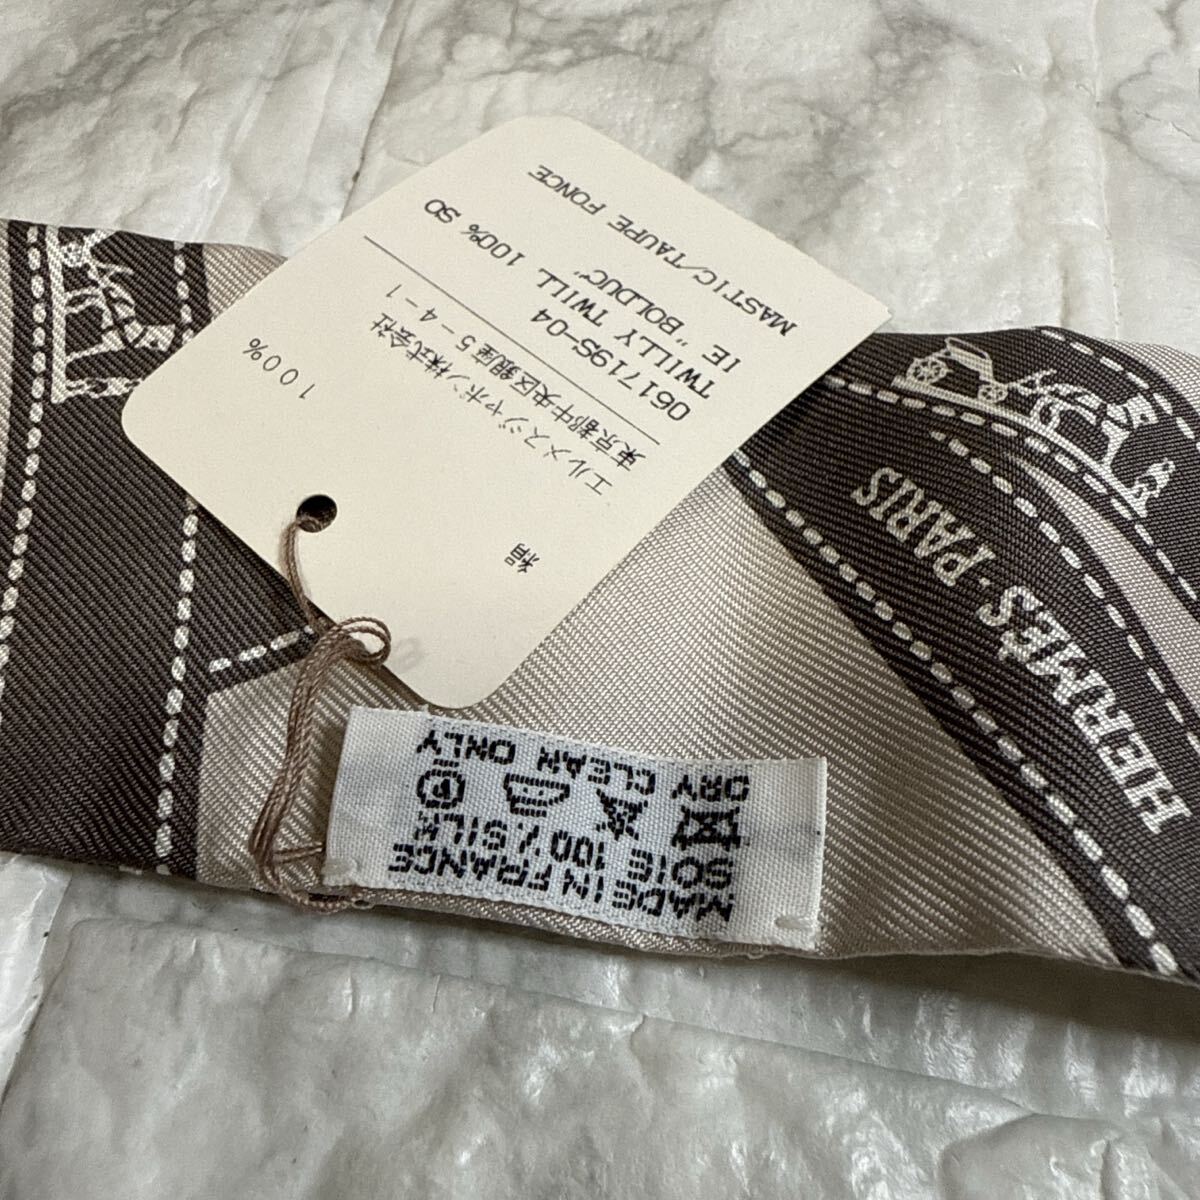 061719S-04
TWILLY TWILL 100% SO
IE "BOLDUC"
MASTIC/TAUPE FONCE
エルメスジャポン株式会社
東京都中央区銀座5-4-1
絹
100%
MADE IN FRANCE
SOIE 100% SILK
DRY CLEAN ONLY
HERMÈS-PARIS